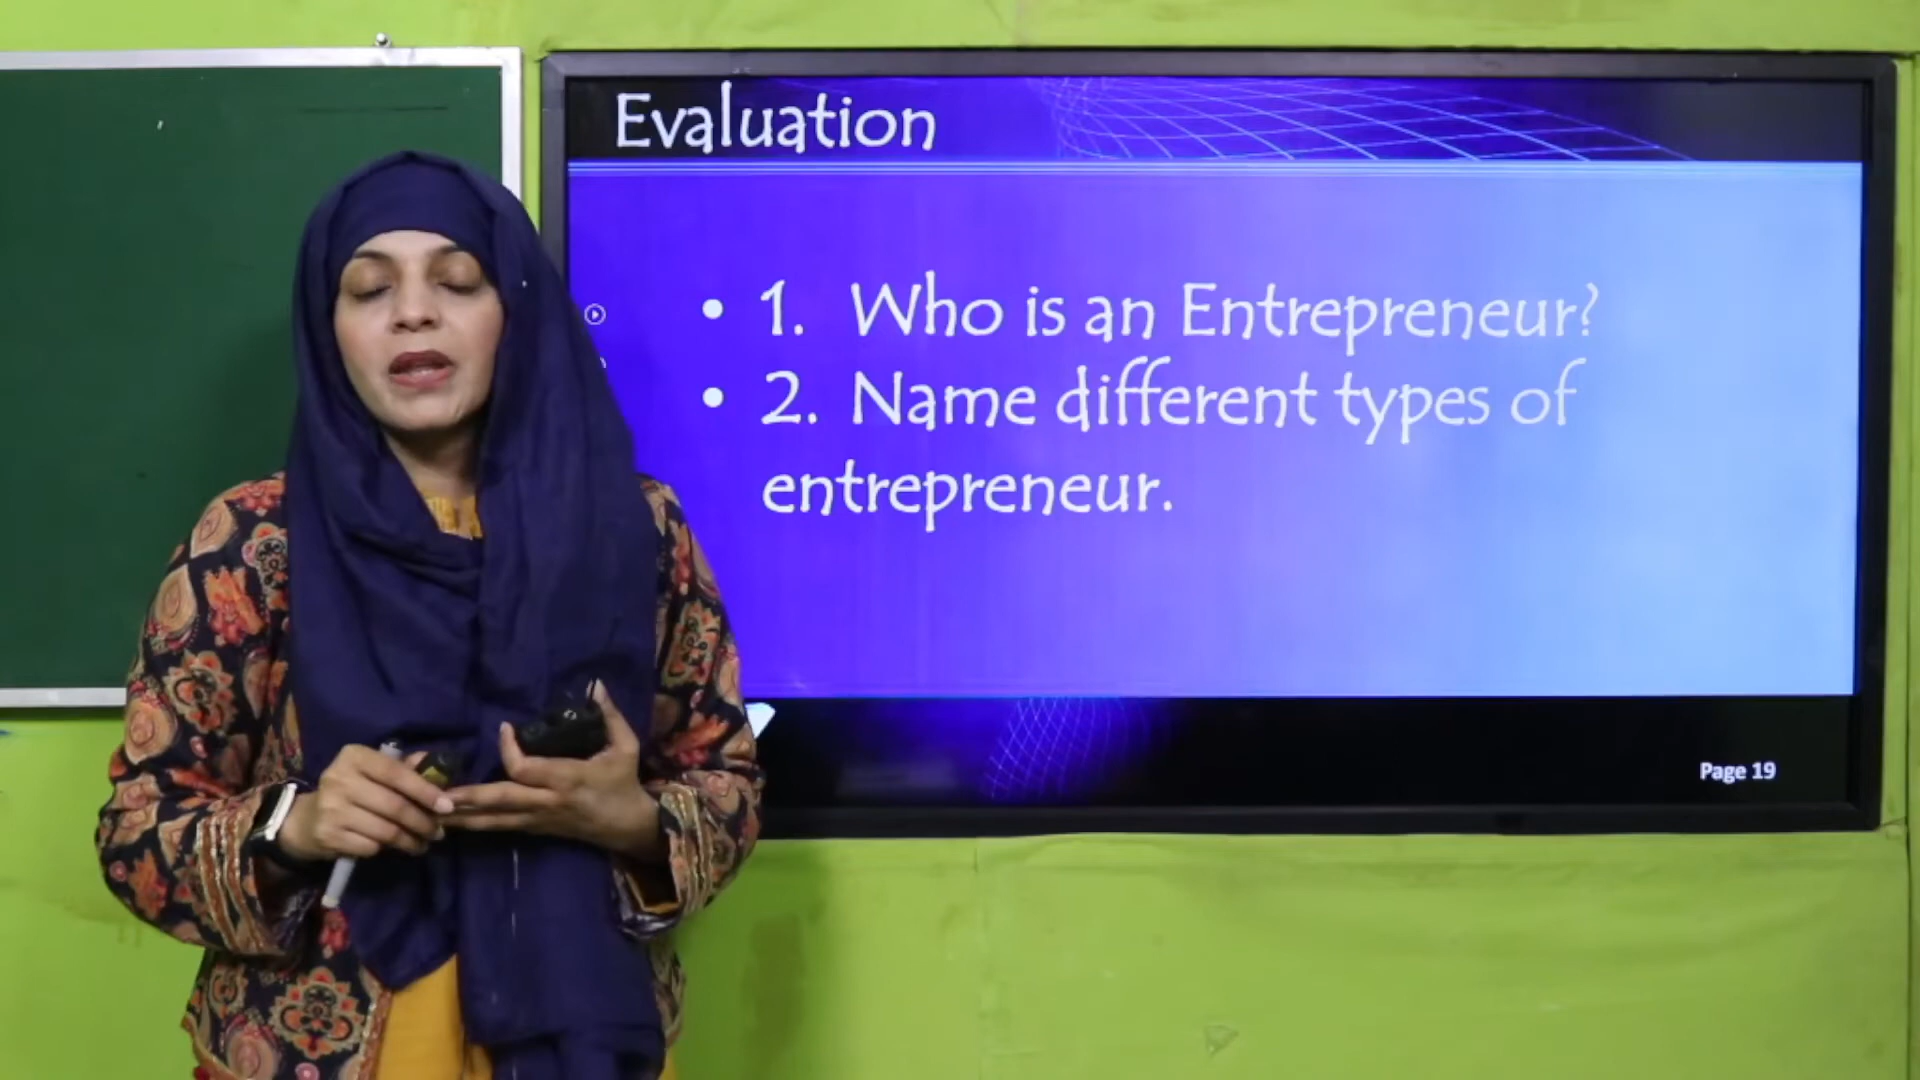 Evaluation
• 1. Who is an Entrepreneur?
• 2. Name different types of
entrepreneur.
Page 19